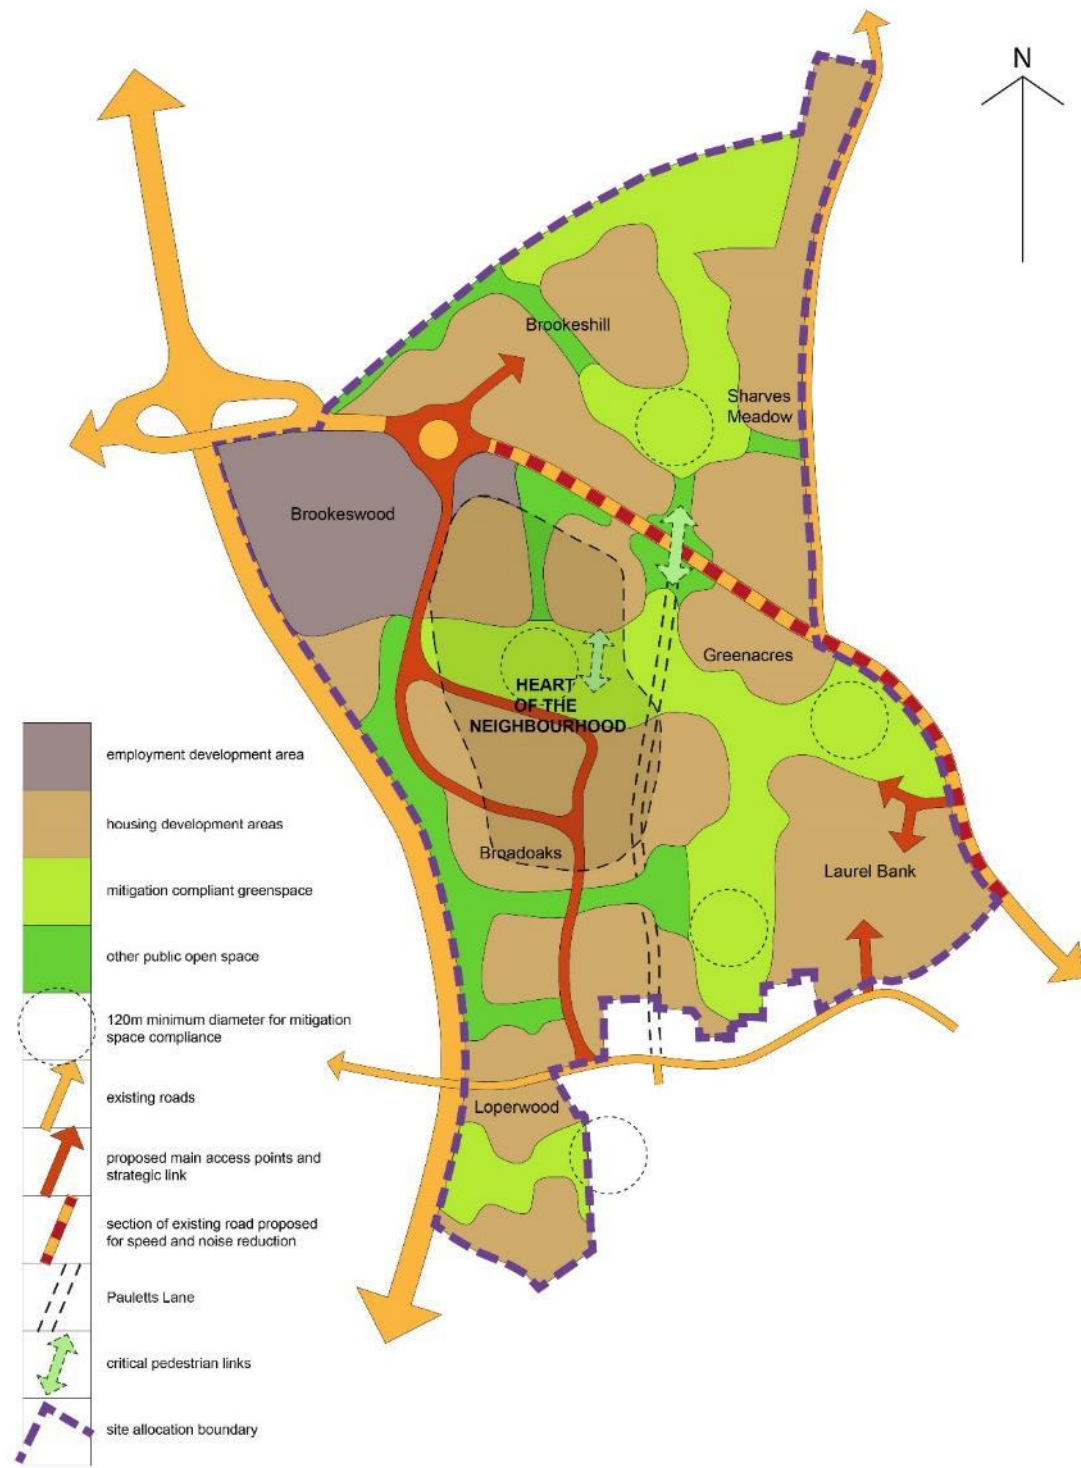 N
Brookeshill
Sharves
Meadow
Brookeswood
Greenacres
HEART
OF THE
NEIGHBOURHOOD
Broadoaks
Laurel Bank
Loperwood
employment development area
housing development areas
mitigation compliant greenspace
other public open space
120m minimum diameter for mitigation
space compliance
existing roads
proposed main access points and
strategic link
section of existing road proposed
for speed and noise reduction
Pauletts Lane
critical pedestrian links
site allocation boundary